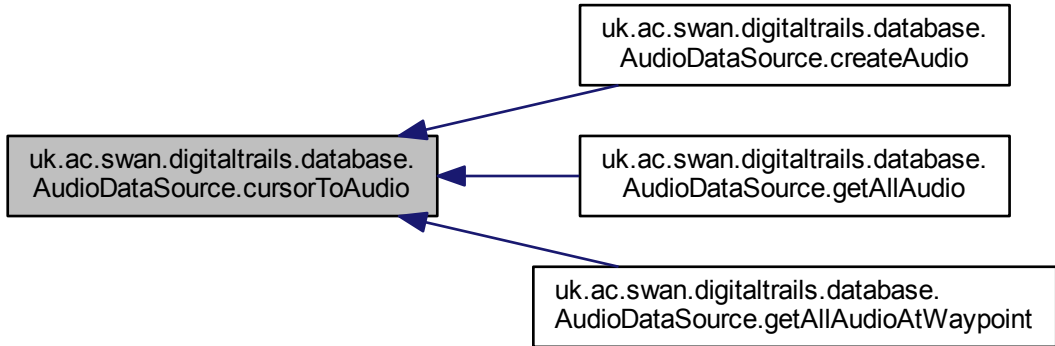 uk.ac.swan.digitaltrails.database.
AudioDataSource.createAudio
uk.ac.swan.digitaltrails.database.
AudioDataSource.cursorToAudio
uk.ac.swan.digitaltrails.database.
AudioDataSource.getAllAudio
uk.ac.swan.digitaltrails.database.
AudioDataSource.getAllAudioAtWaypoint